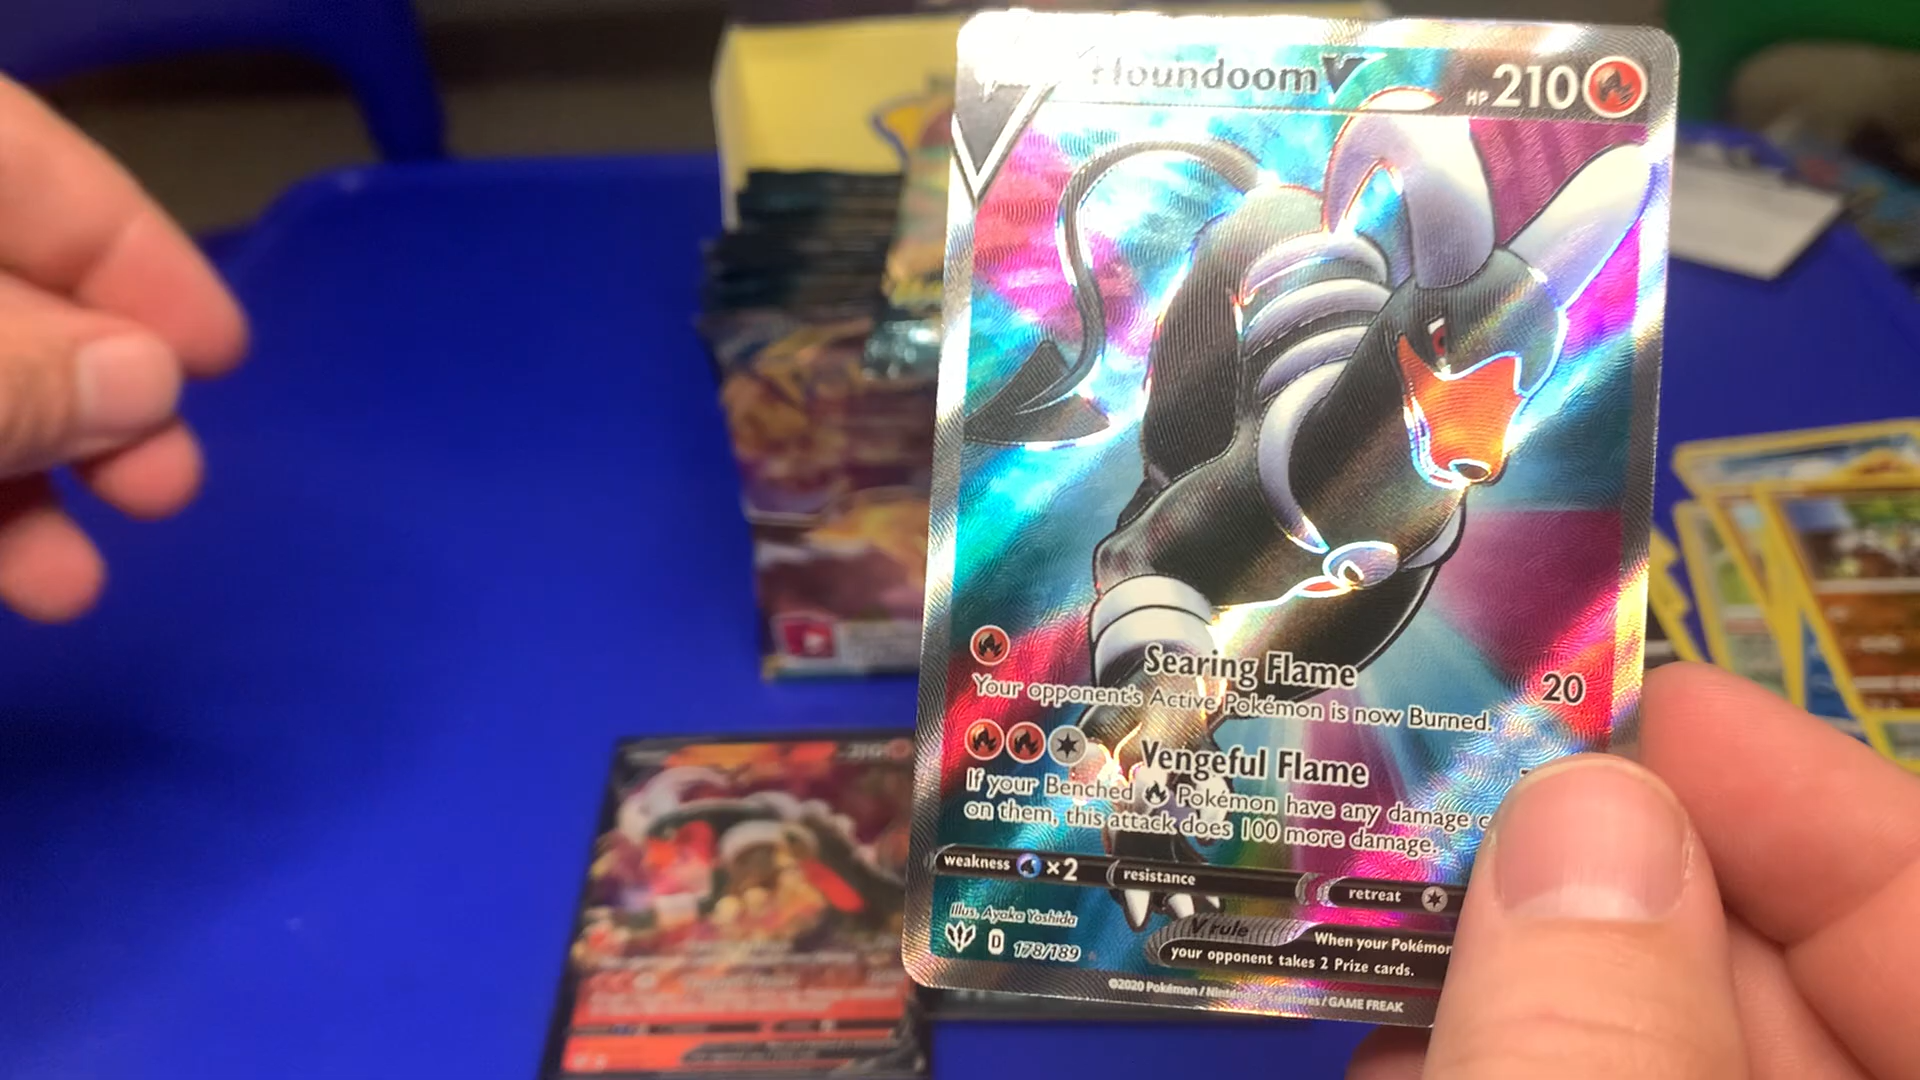 Houndoom V
HP 210
Searing Flame 20
Your opponent's Active Pokémon is now Burned.
Vengeful Flame
If your Benched Pokémon have any damage
on them, this attack does 100 more damage.
weakness ×2 resistance retreat
Illus. Ayaka Yoshida
D 178/189
V rule When your Pokémon
your opponent takes 2 Prize cards.
©2020 Pokémon / Nintendo / Creatures / GAME FREAK